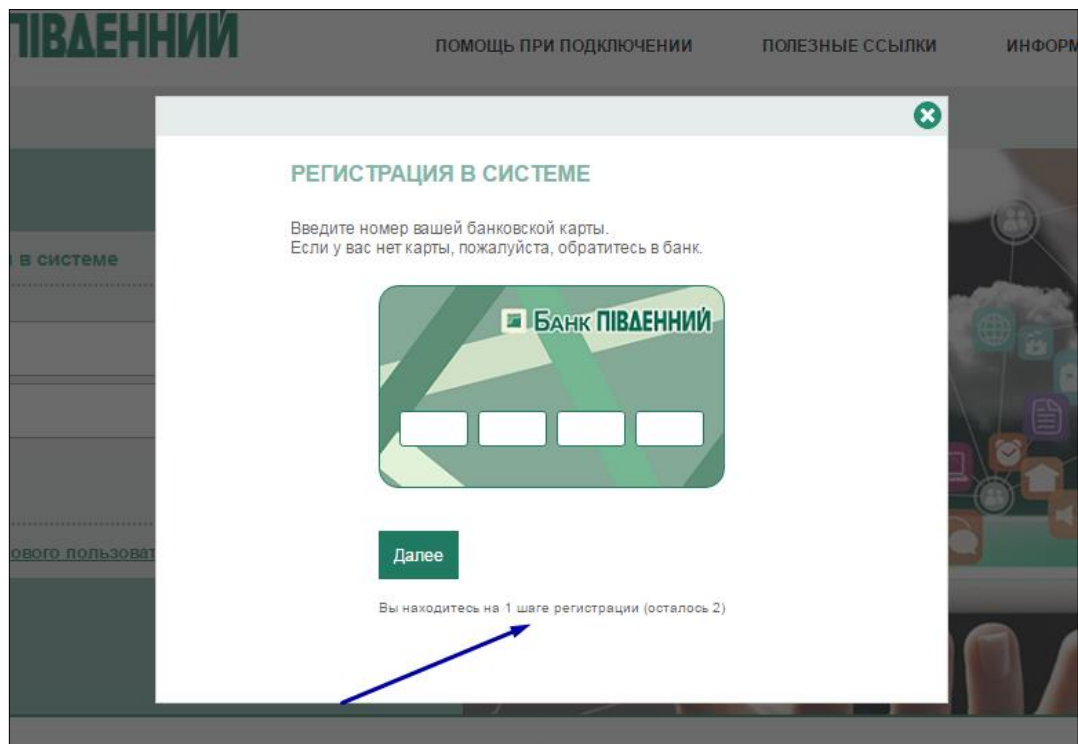 ПІВДЕННИЙ
ПОМОЩЬ ПРИ ПОДКЛЮЧЕНИИ ПОЛЕЗНЫЕ ССЫЛКИ ИНФОРМ
РЕГИСТРАЦИЯ В СИСТЕМЕ
Введите номер вашей банковской карты.
Если у вас нет карты, пожалуйста, обратитесь в банк.
в системе
БАНК ПІВДЕННИЙ
Далее
ового пользоват
Вы находитесь на 1 шаге регистрации (осталось 2)